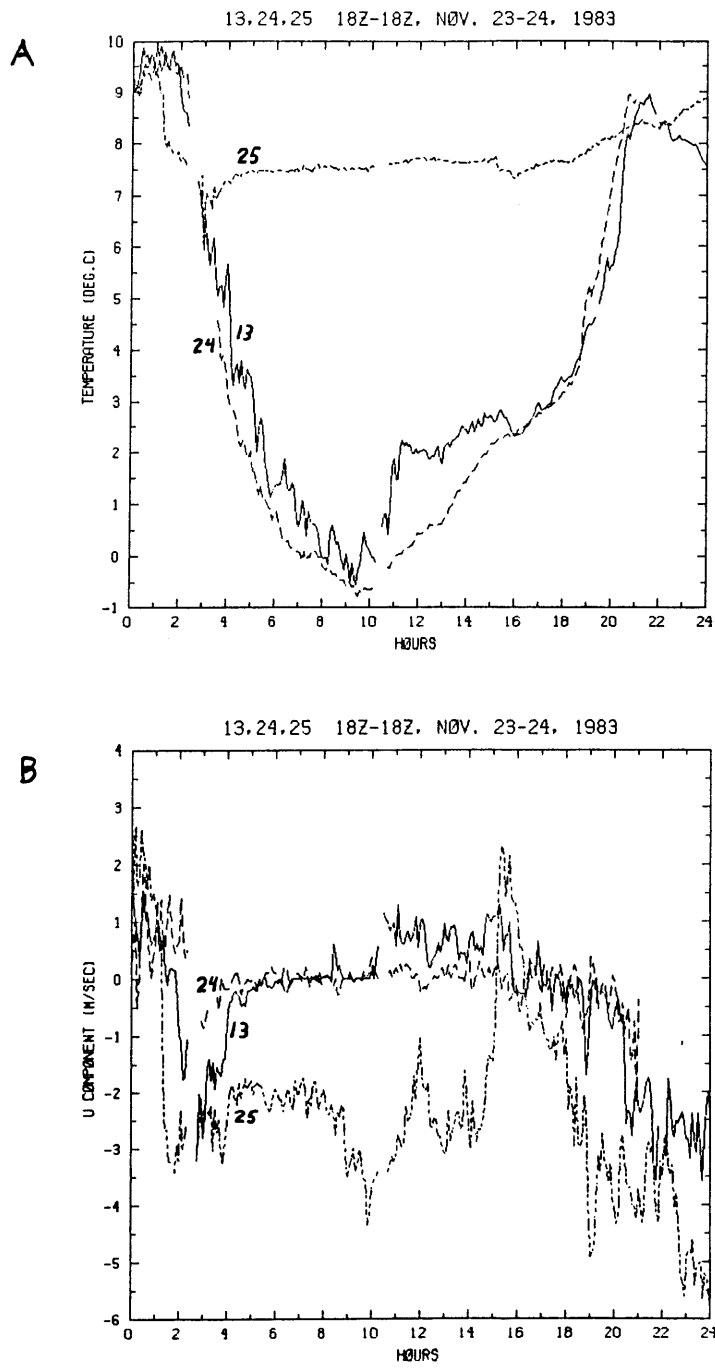 13,24,25 18Z-18Z, NØV. 23-24, 1983
A
10
9
8
7
6
5
4
3
2
1
0
-1
TEMPERATURE (DEG.C)
25
24
13
0 2 4 6 8 10 12 14 16 18 20 22 24
HØURS
13,24,25 18Z-18Z, NØV. 23-24, 1983
B
4
3
2
1
0
-1
-2
-3
-4
-5
-6
U CØMPØNENT (M/SEC)
24
13
25
0 2 4 6 8 10 12 14 16 18 20 22 24
HØURS